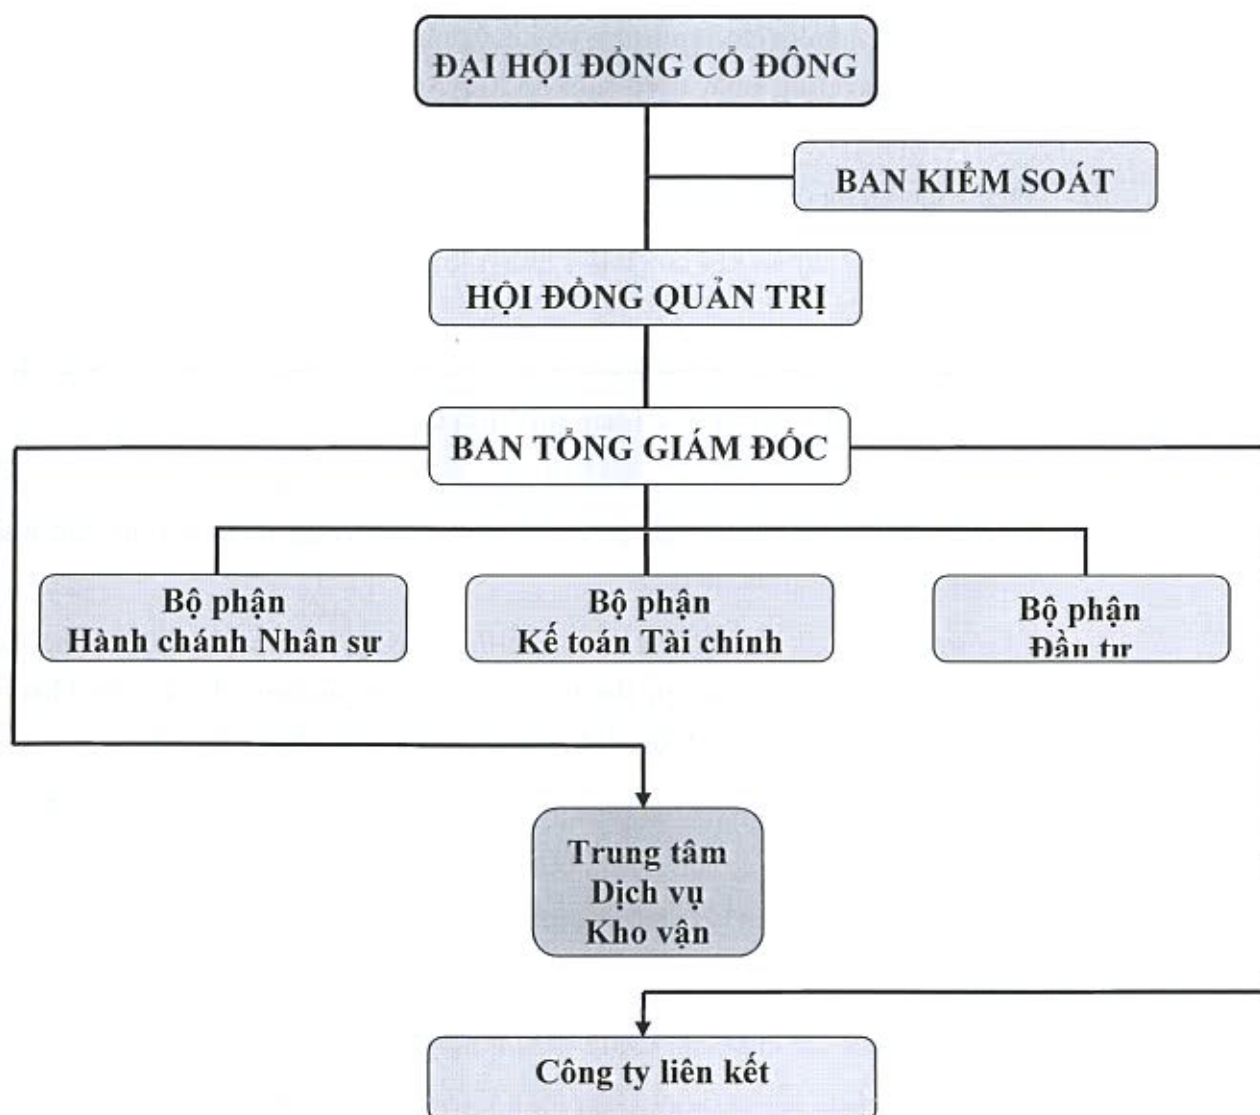 ĐẠI HỘI ĐỒNG CỔ ĐÔNG
BAN KIỂM SOÁT
HỘI ĐỒNG QUẢN TRỊ
BAN TỔNG GIÁM ĐỐC
Bộ phận
Hành chánh Nhân sự
Bộ phận
Kế toán Tài chính
Bộ phận
Đầu tư
Trung tâm
Dịch vụ
Kho vận
Công ty liên kết